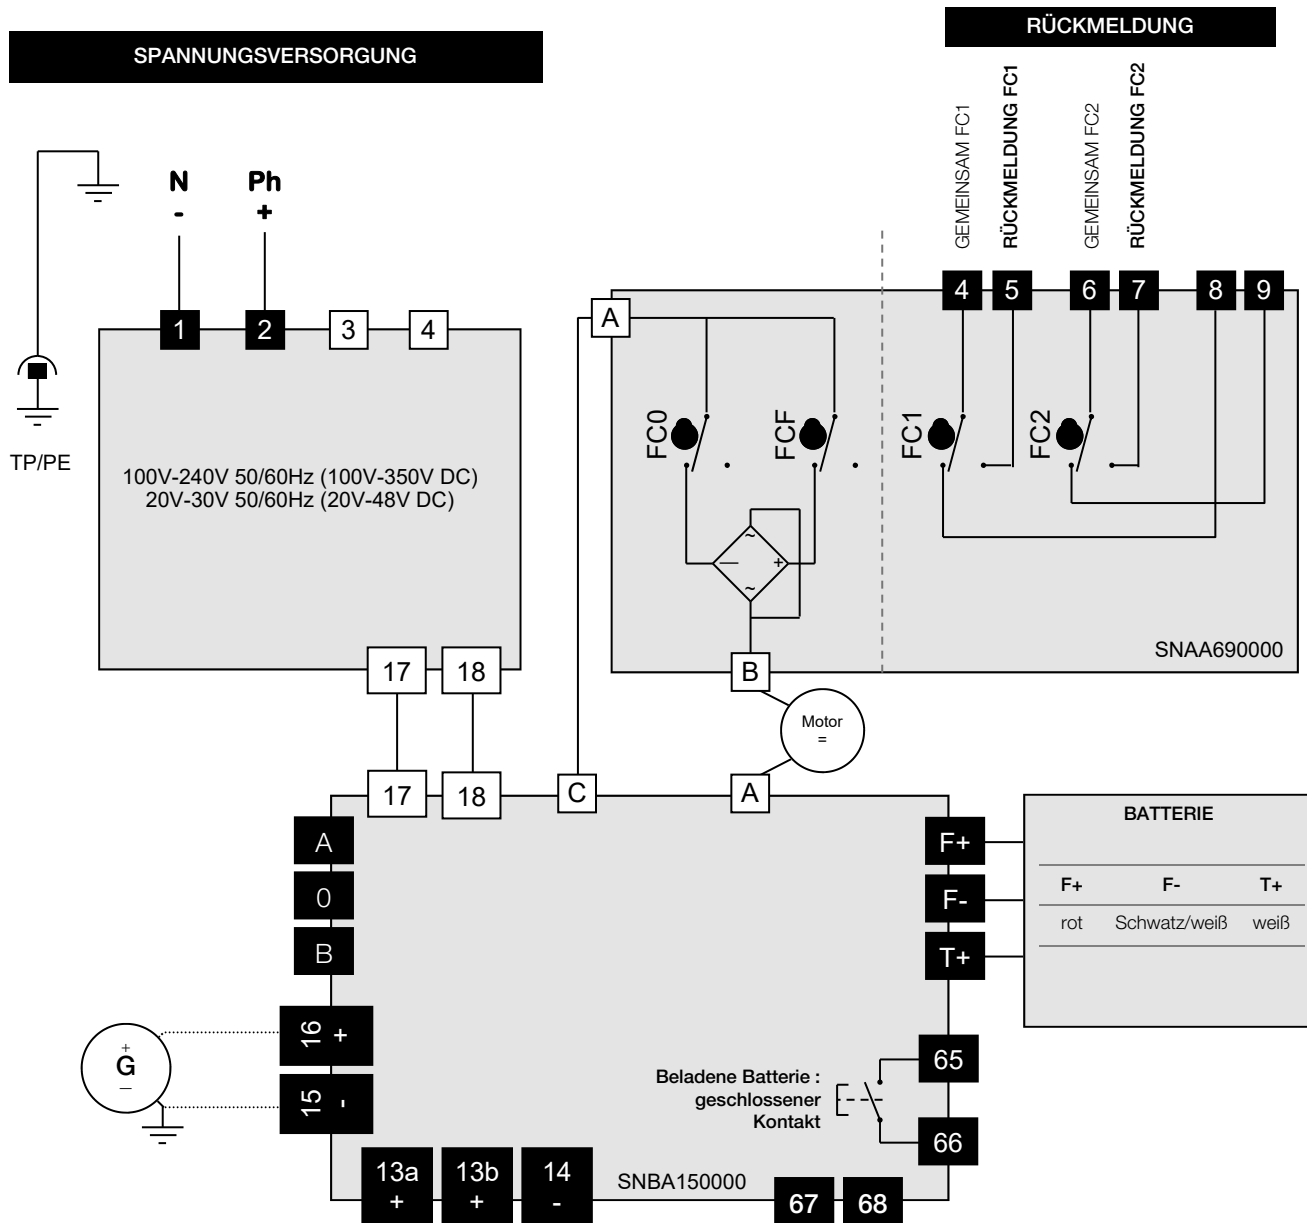 SPANNUNGSVERSORGUNG
RÜCKMELDUNG
GEMEINSAM FC1
RÜCKMELDUNG FC1
GEMEINSAM FC2
RÜCKMELDUNG FC2
N
-
Ph
+
1
2
3
4
TP/PE
100V-240V 50/60Hz (100V-350V DC)
20V-30V 50/60Hz (20V-48V DC)
17
18
A
4
5
6
7
8
9
FC0
FCF
FC1
FC2
~
— +
~
SNAA690000
B
Motor
=
17
18
C
A
A
0
B
16 +
15 -
+
G
—
F+
F-
T+
BATTERIE
F+ F- T+
rot Schwatz/weiß weiß
65
66
Beladene Batterie :
geschlossener
Kontakt
13a
+
13b
+
14
-
SNBA150000
67
68